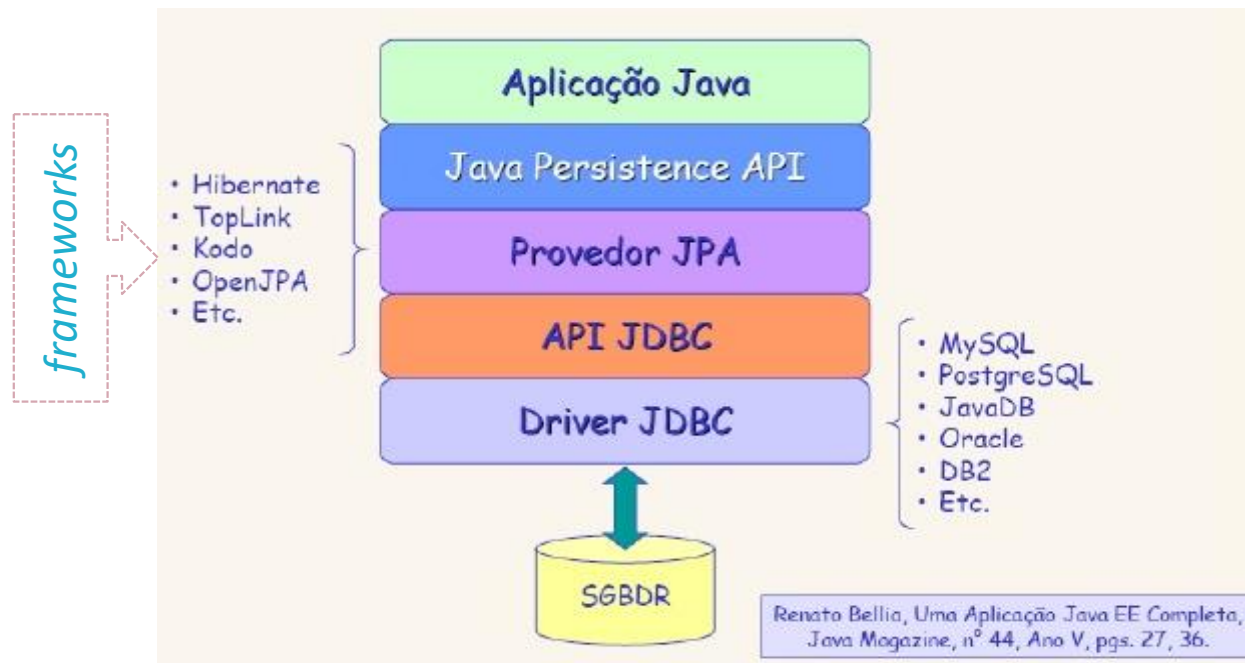 frameworks
• Hibernate
• TopLink
• Kodo
• OpenJPA
• Etc.
Aplicação Java
Java Persistence API
Provedor JPA
API JDBC
Driver JDBC
• MySQL
• PostgreSQL
• JavaDB
• Oracle
• DB2
• Etc.
SGBDR
Renato Bellia, Uma Aplicação Java EE Completa,
Java Magazine, nº 44, Ano V, pgs. 27, 36.